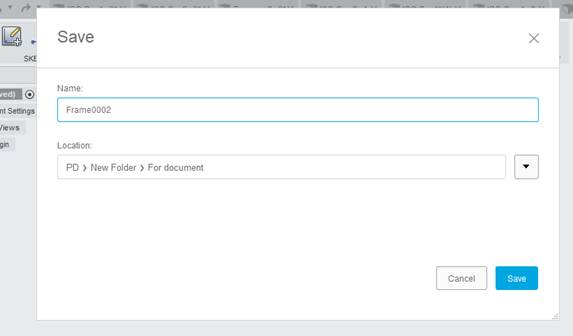 Save
SKE
ved)
nt Settings
Views
gin
Name:
Frame0002
Location:
PD > New Folder > For document
Cancel
Save